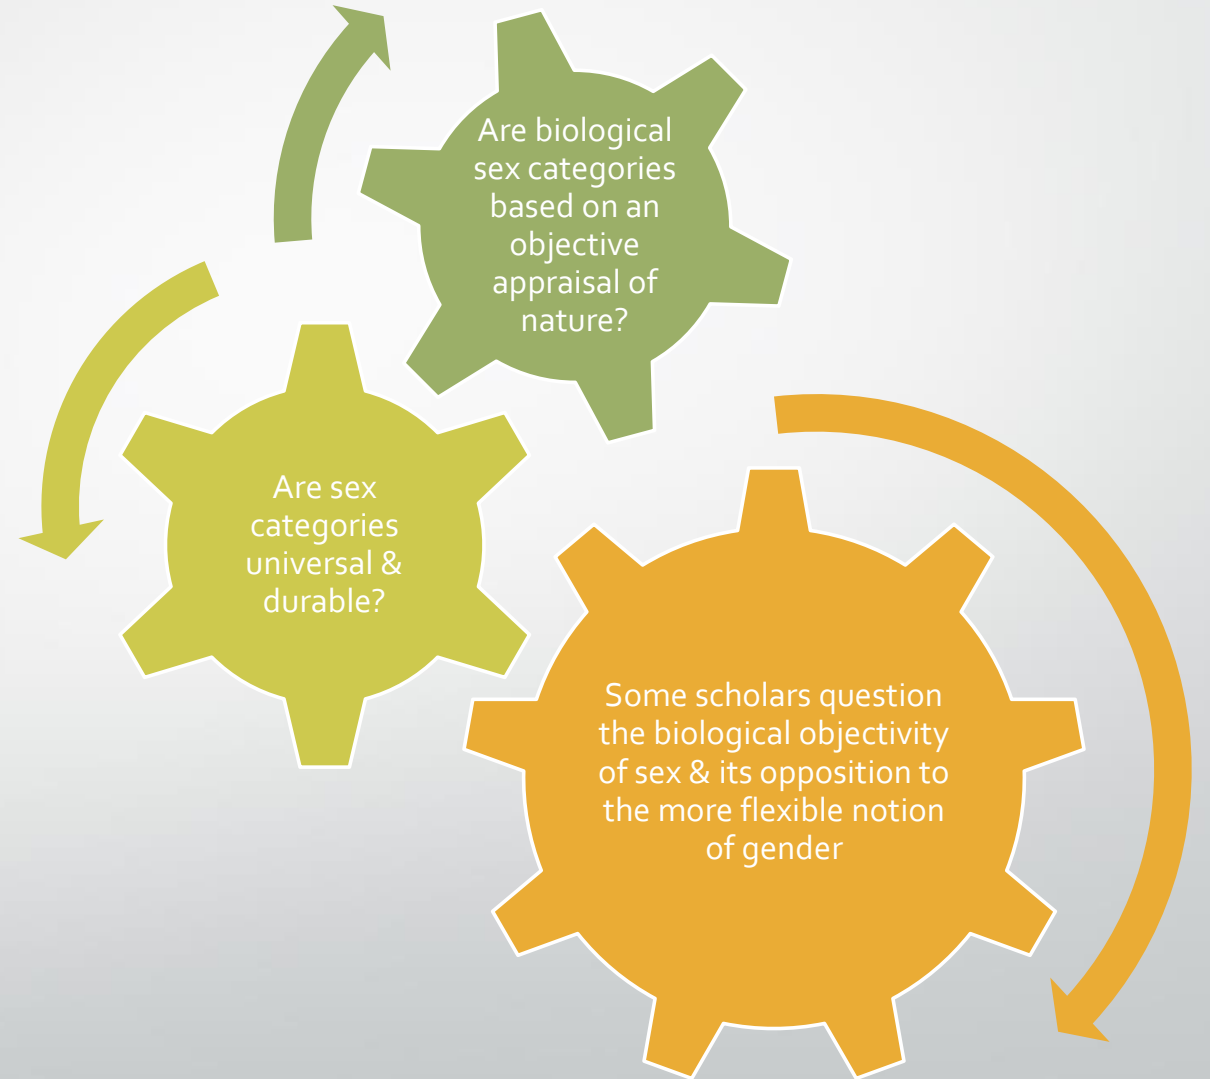 Are biological
sex categories
based on an
objective
appraisal of
nature?
Are sex
categories
universal &
durable?
Some scholars question
the biological objectivity
of sex & its opposition to
the more flexible notion
of gender